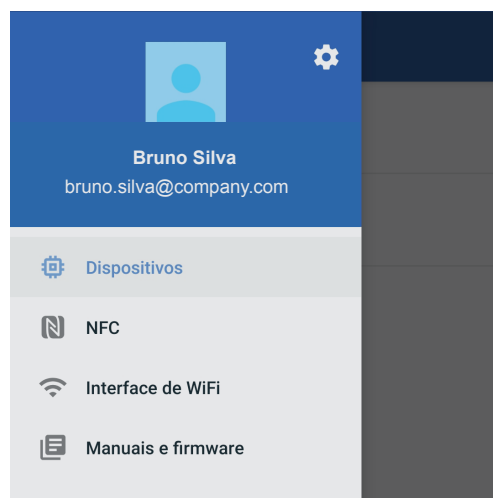 Bruno Silva
bruno.silva@company.com
Dispositivos
NFC
Interface de WiFi
Manuais e firmware